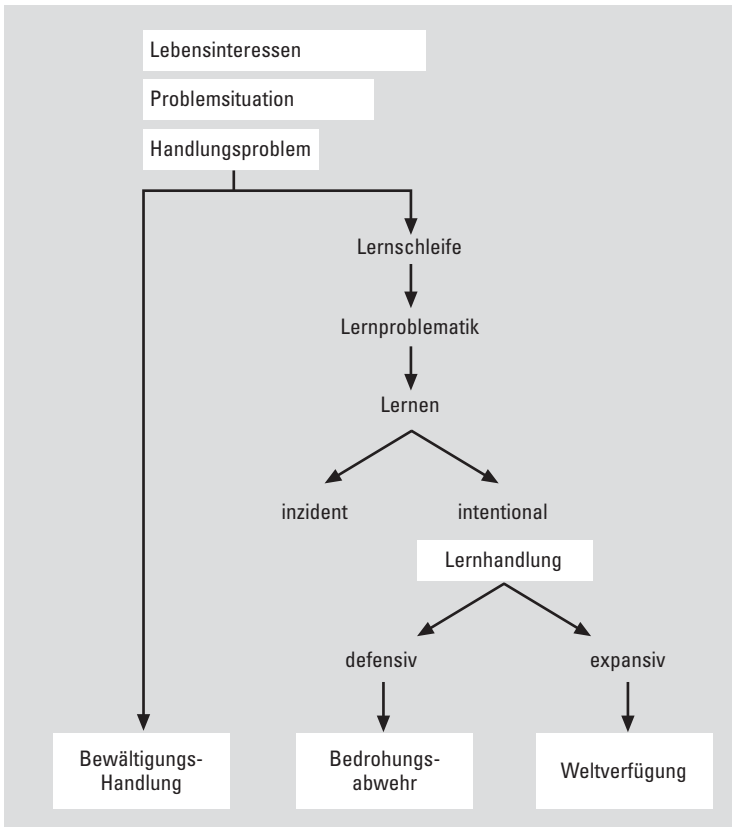 Lebensinteressen
Problemsituation
Handlungsproblem
Lernschleife
Lernproblematik
Lernen
inzident
intentional
Lernhandlung
defensiv
expansiv
Bewältigungs-
Handlung
Bedrohungs-
abwehr
Weltverfügung